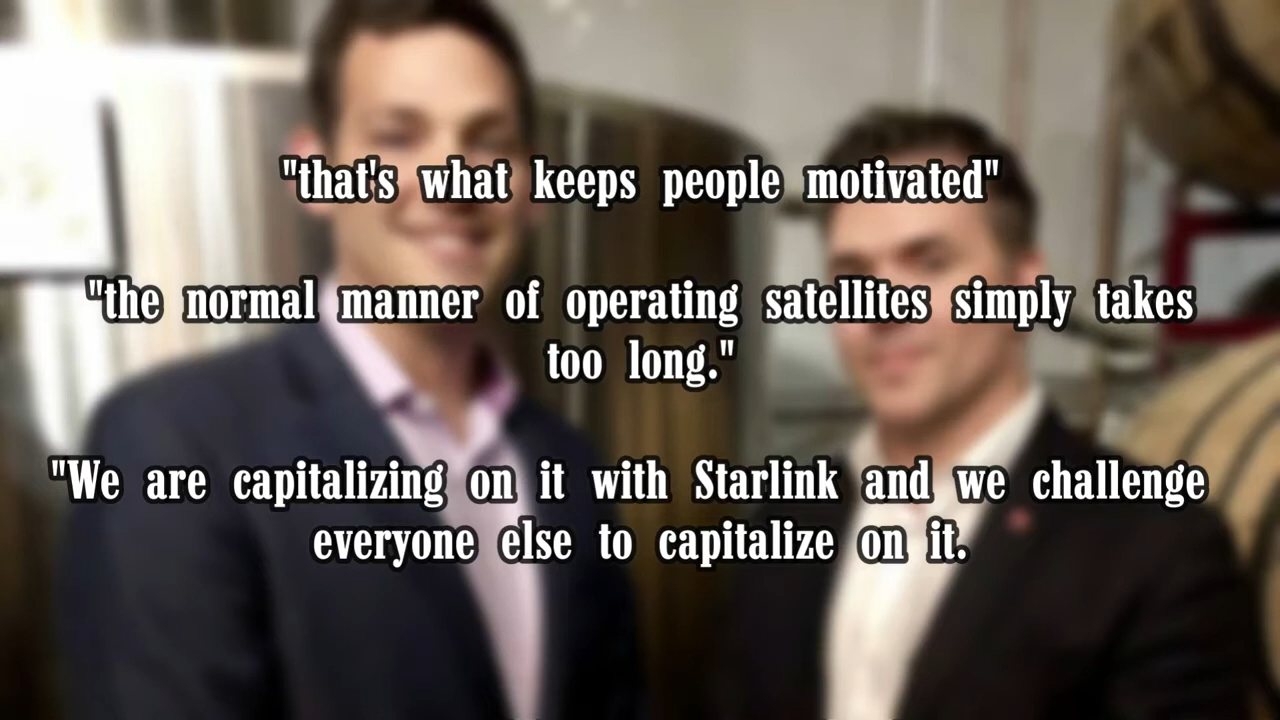 "that's what keeps people motivated"
"the normal manner of operating satellites simply takes
too long."
"We are capitalizing on it with Starlink and we challenge
everyone else to capitalize on it.